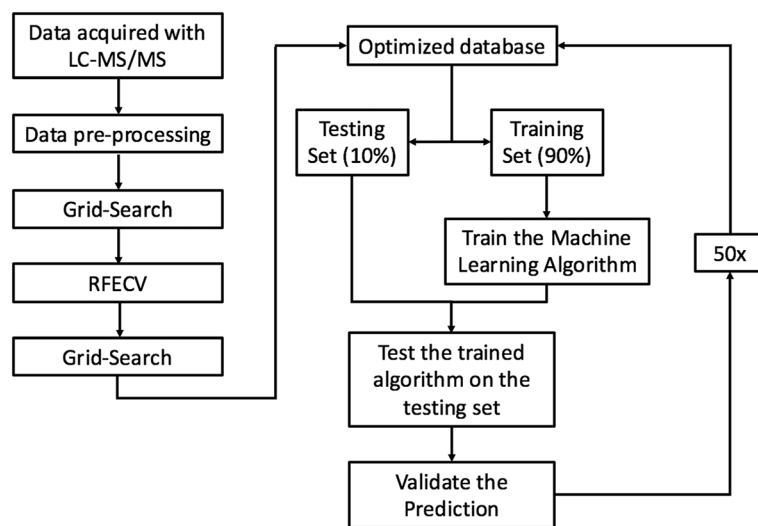 Data acquired with
LC-MS/MS
Data pre-processing
Grid-Search
RFECV
Grid-Search
Optimized database
Testing
Set (10%)
Training
Set (90%)
Train the Machine
Learning Algorithm
50x
Test the trained
algorithm on the
testing set
Validate the
Prediction